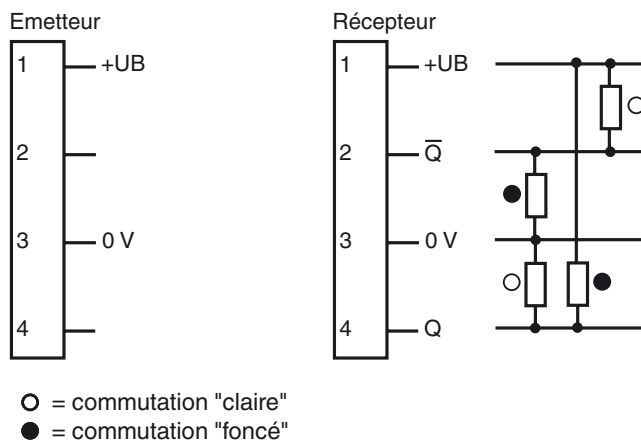 Emetteur
1 +UB
2
3 0 V
4
Récepteur
1 +UB
2 Q̅
3 0 V
4 Q
= commutation "claire"
= commutation "foncé"